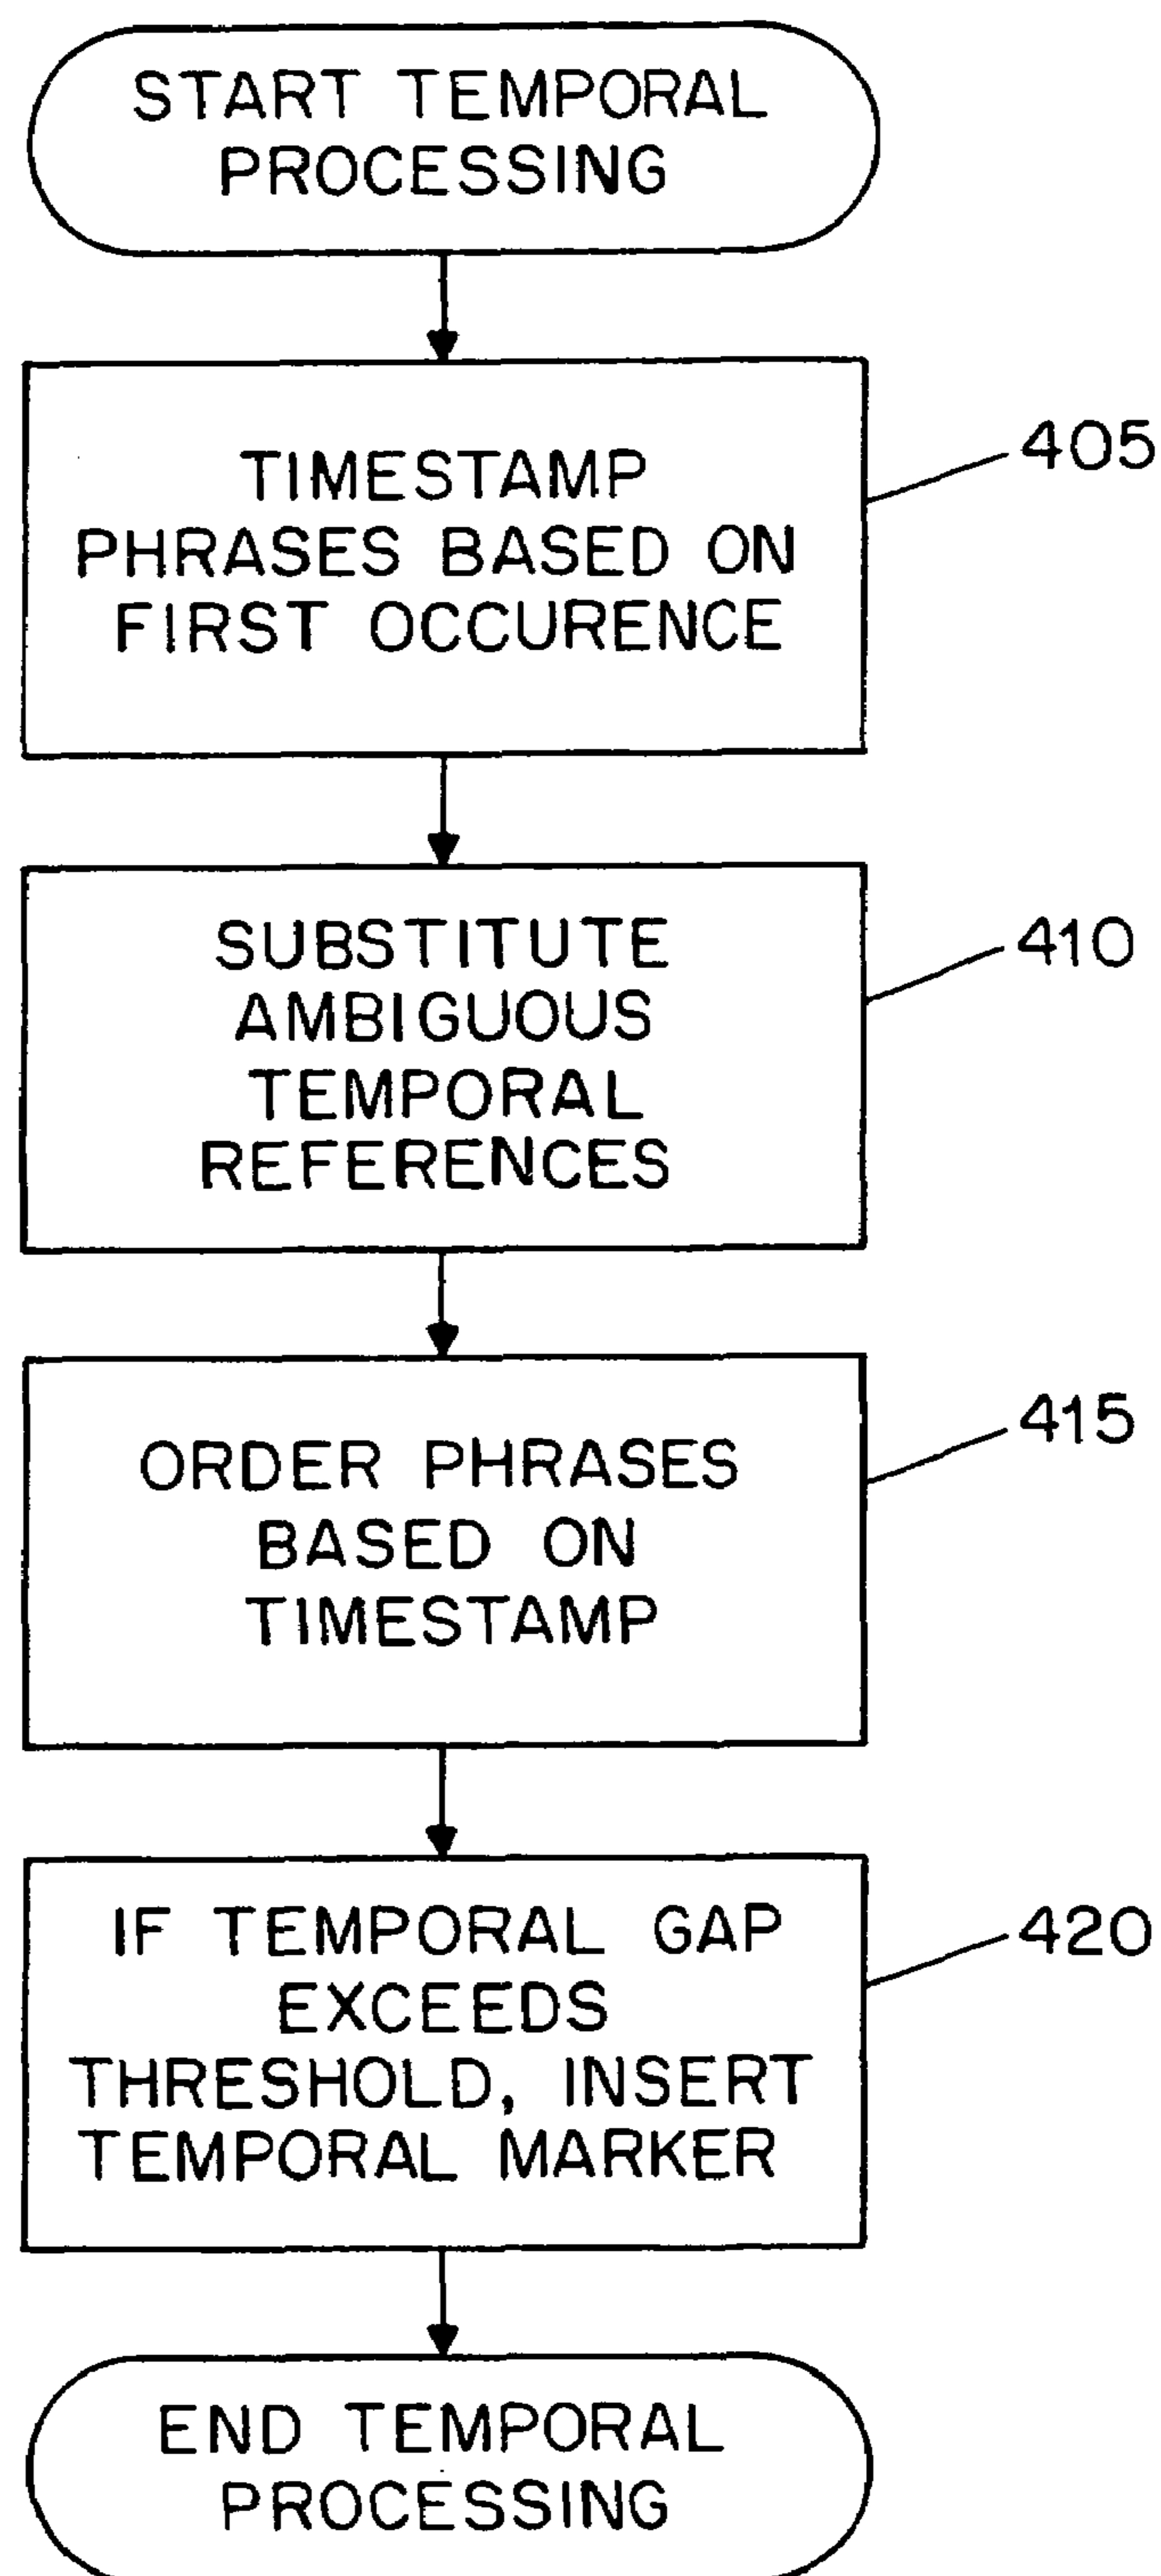 START TEMPORAL
PROCESSING
TIMESTAMP
PHRASES BASED ON
FIRST OCCURENCE
405
SUBSTITUTE
AMBIGUOUS
TEMPORAL
REFERENCES
410
ORDER PHRASES
BASED ON
TIMESTAMP
415
IF TEMPORAL GAP
EXCEEDS
THRESHOLD, INSERT
TEMPORAL MARKER
420
END TEMPORAL
PROCESSING